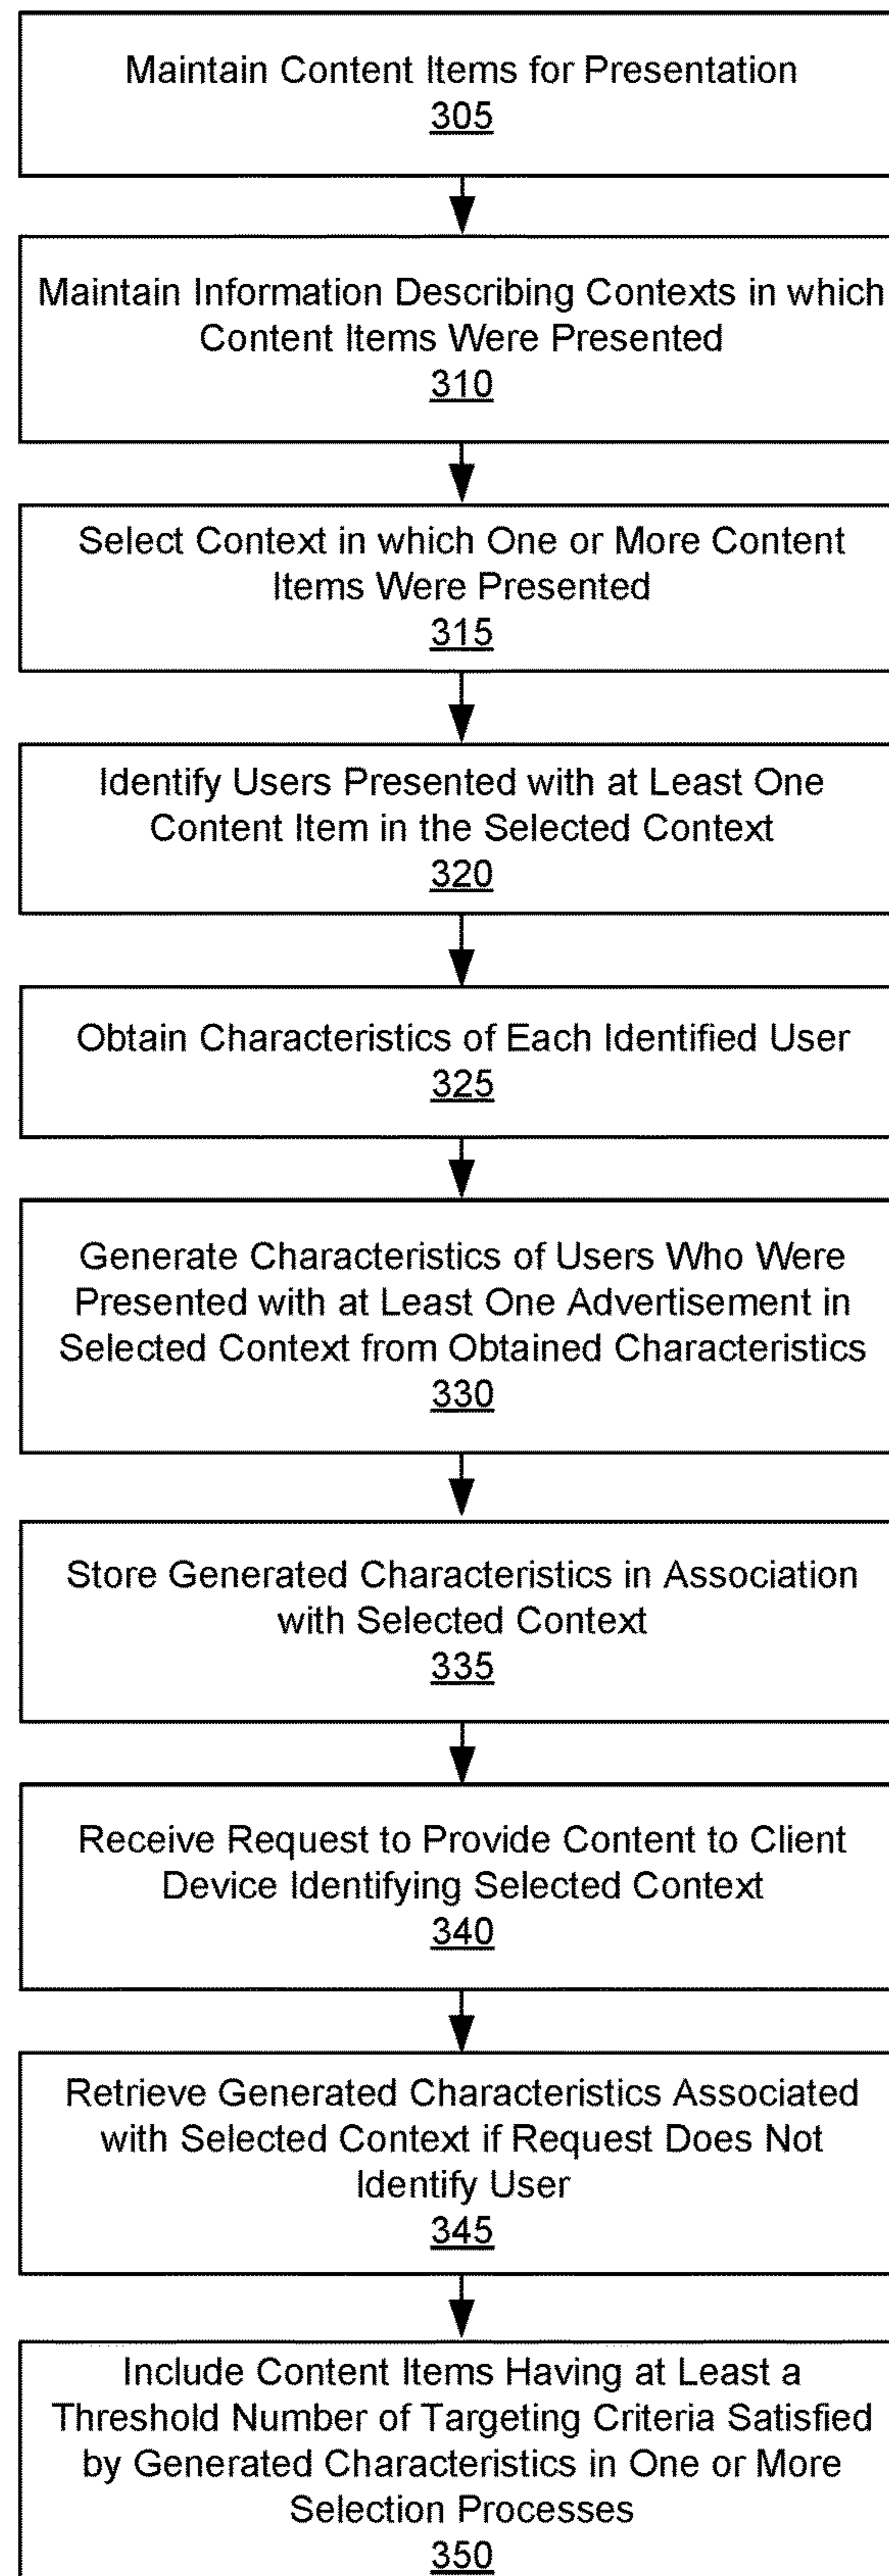 Maintain Content Items for Presentation
305
Maintain Information Describing Contexts in which
Content Items Were Presented
310
Select Context in which One or More Content
Items Were Presented
315
Identify Users Presented with at Least One
Content Item in the Selected Context
320
Obtain Characteristics of Each Identified User
325
Generate Characteristics of Users Who Were
Presented with at Least One Advertisement in
Selected Context from Obtained Characteristics
330
Store Generated Characteristics in Association
with Selected Context
335
Receive Request to Provide Content to Client
Device Identifying Selected Context
340
Retrieve Generated Characteristics Associated
with Selected Context if Request Does Not
Identify User
345
Include Content Items Having at Least a
Threshold Number of Targeting Criteria Satisfied
by Generated Characteristics in One or More
Selection Processes
350